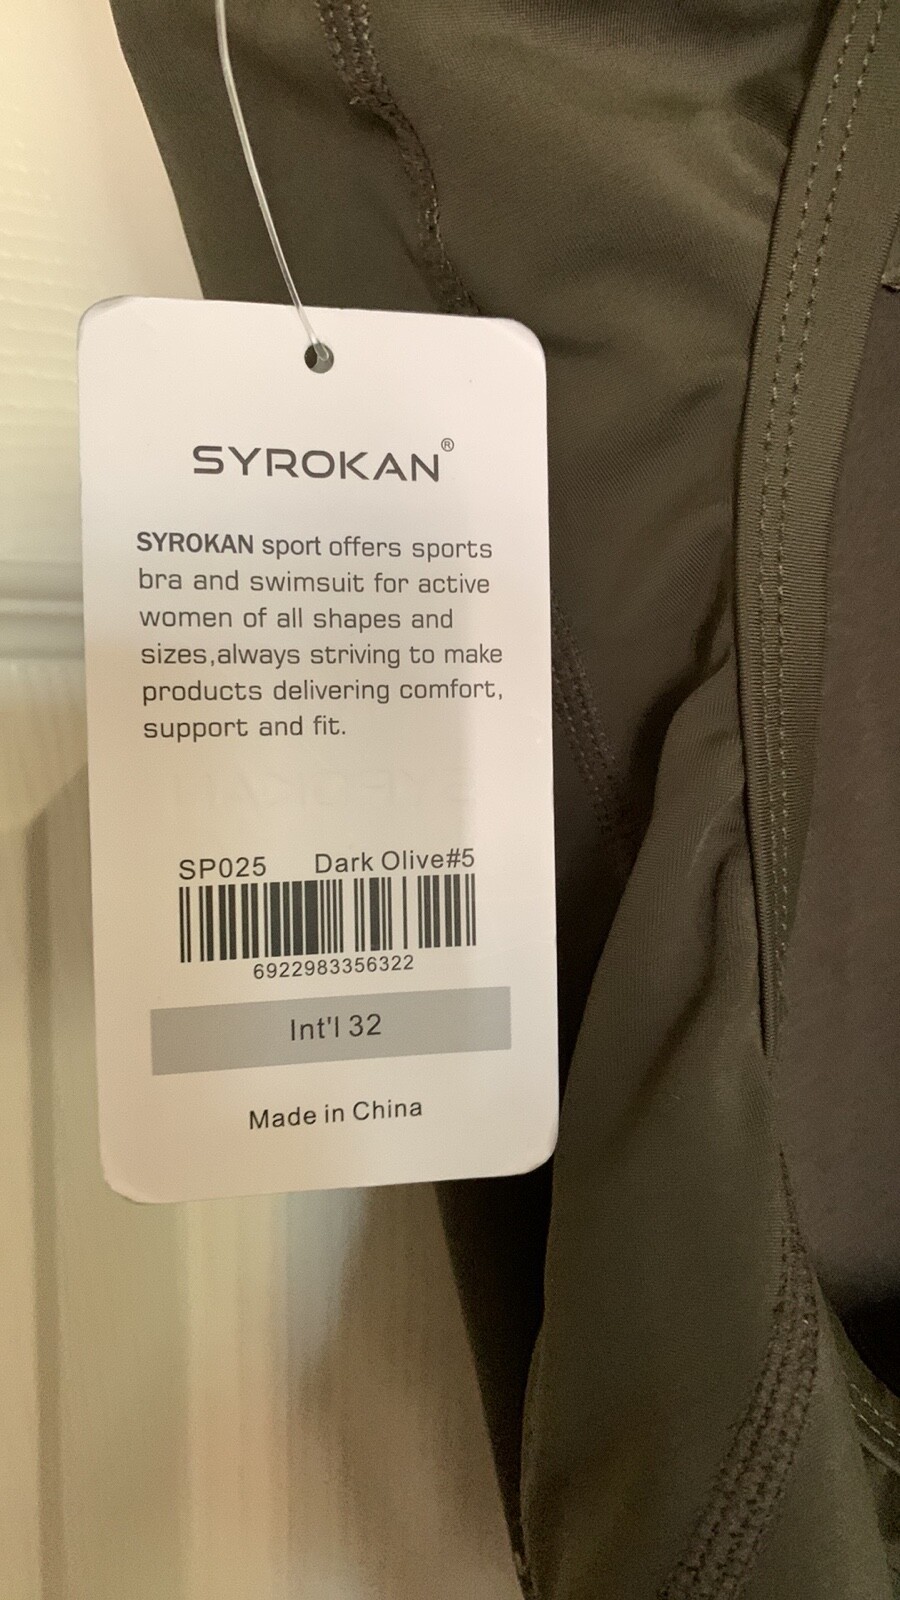 SYROKAN®
SYROKAN sport offers sports
bra and swimsuit for active
women of all shapes and
sizes,always striving to make
products delivering comfort,
support and fit.
SP025 Dark Olive#5
6922983356322
Int'l 32
Made in China